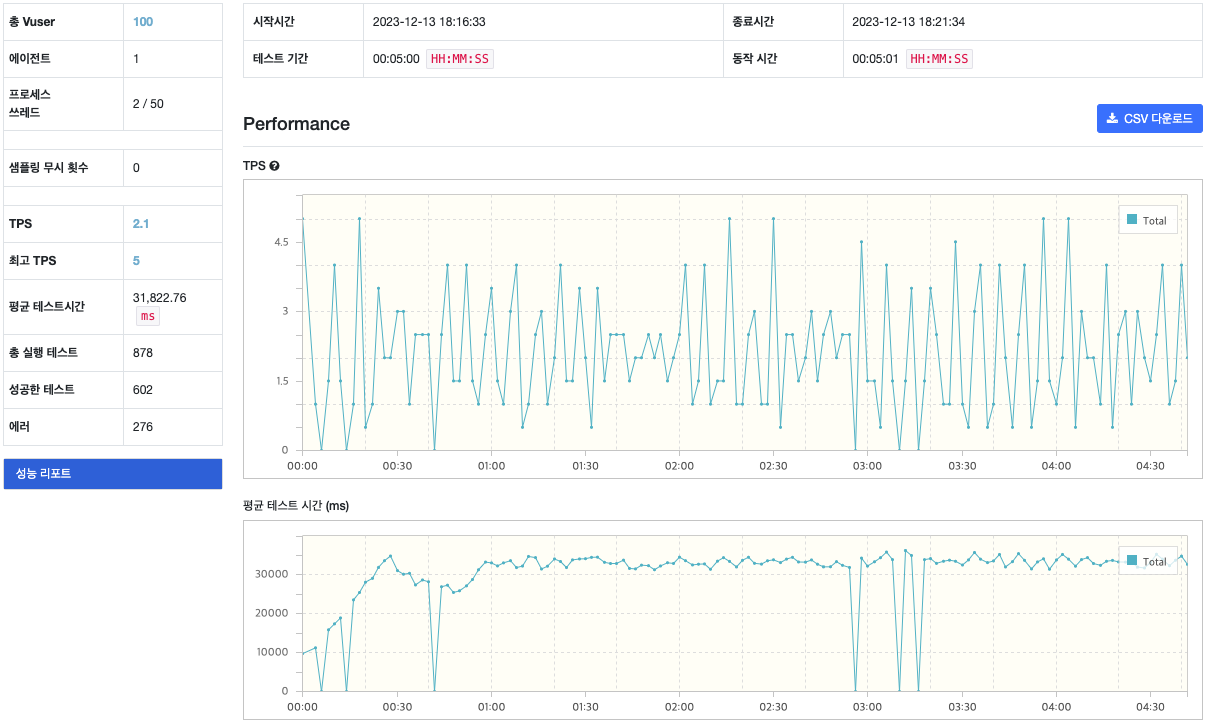 총 Vuser 100
에이전트 1
프로세스
쓰레드
2 / 50
샘플링 무시 횟수 0
TPS 2.1
최고 TPS 5
평균 테스트시간 31,822.76
ms
총 실행 테스트 878
성공한 테스트 602
에러 276
성능 리포트
시작시간 2023-12-13 18:16:33 종료시간 2023-12-13 18:21:34
테스트 기간 00:05:00 HH:MM:SS 동작 시간 00:05:01 HH:MM:SS
Performance
CSV 다운로드
TPS ?
Total
4.5
3
1.5
0
00:00 00:30 01:00 01:30 02:00 02:30 03:00 03:30 04:00 04:30
평균 테스트 시간 (ms)
Total
30000
20000
10000
0
00:00 00:30 01:00 01:30 02:00 02:30 03:00 03:30 04:00 04:30